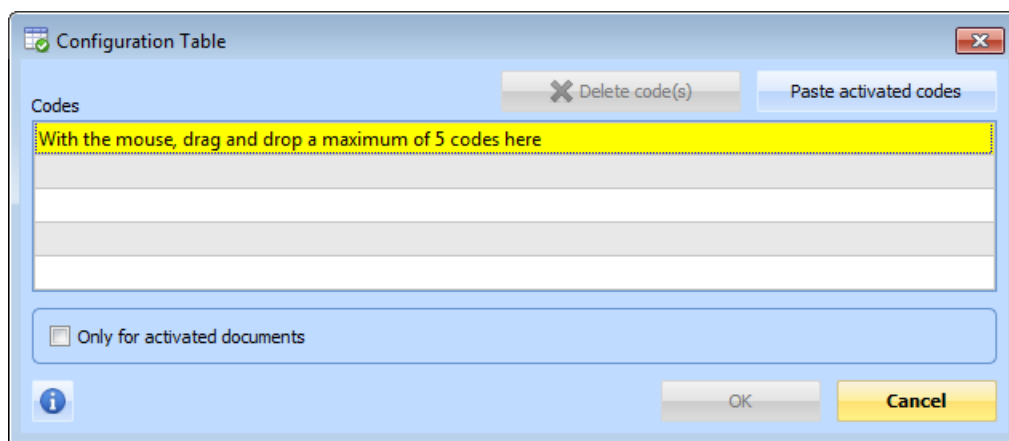 Configuration Table
Delete code(s)
Paste activated codes
Codes
With the mouse, drag and drop a maximum of 5 codes here
Only for activated documents
OK
Cancel